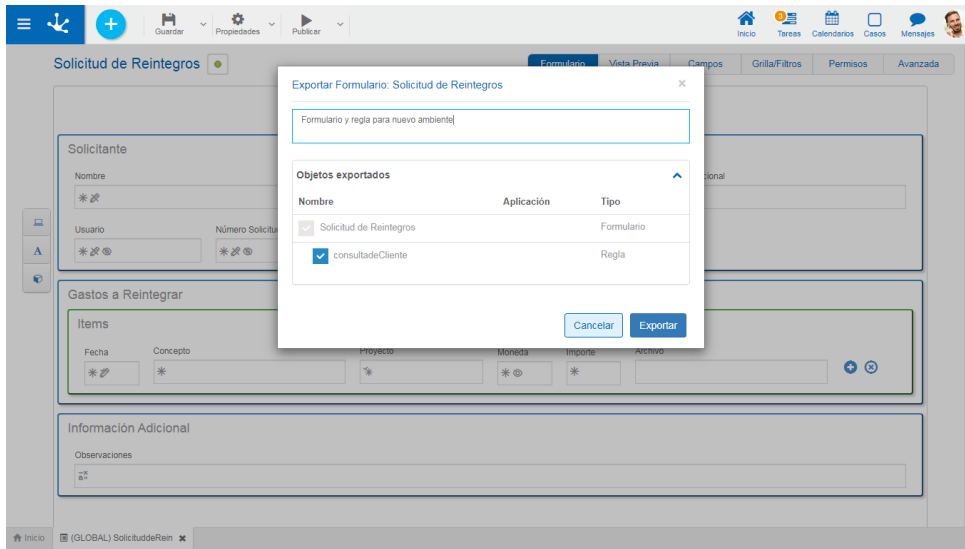 Guardar
Propiedades
Publicar
Inicio
3
Tareas
Calendarios
Casos
Mensajes
Solicitud de Reintegros
Formulario
Vista Previa
Campos
Grilla/Filtros
Permisos
Avanzada
Exportar Formulario: Solicitud de Reintegros
Formulario y regla para nuevo ambiente
Objetos exportados
Nombre Aplicación Tipo
Solicitud de Reintegros Formulario
consultadeCliente Regla
Cancelar Exportar
Solicitante
Nombre
cional
Usuario Número Solicitu
A
Gastos a Reintegrar
Items
Fecha Concepto Proyecto Moneda Importe Archivo
Información Adicional
Observaciones
Inicio (GLOBAL) SolicituddeRein